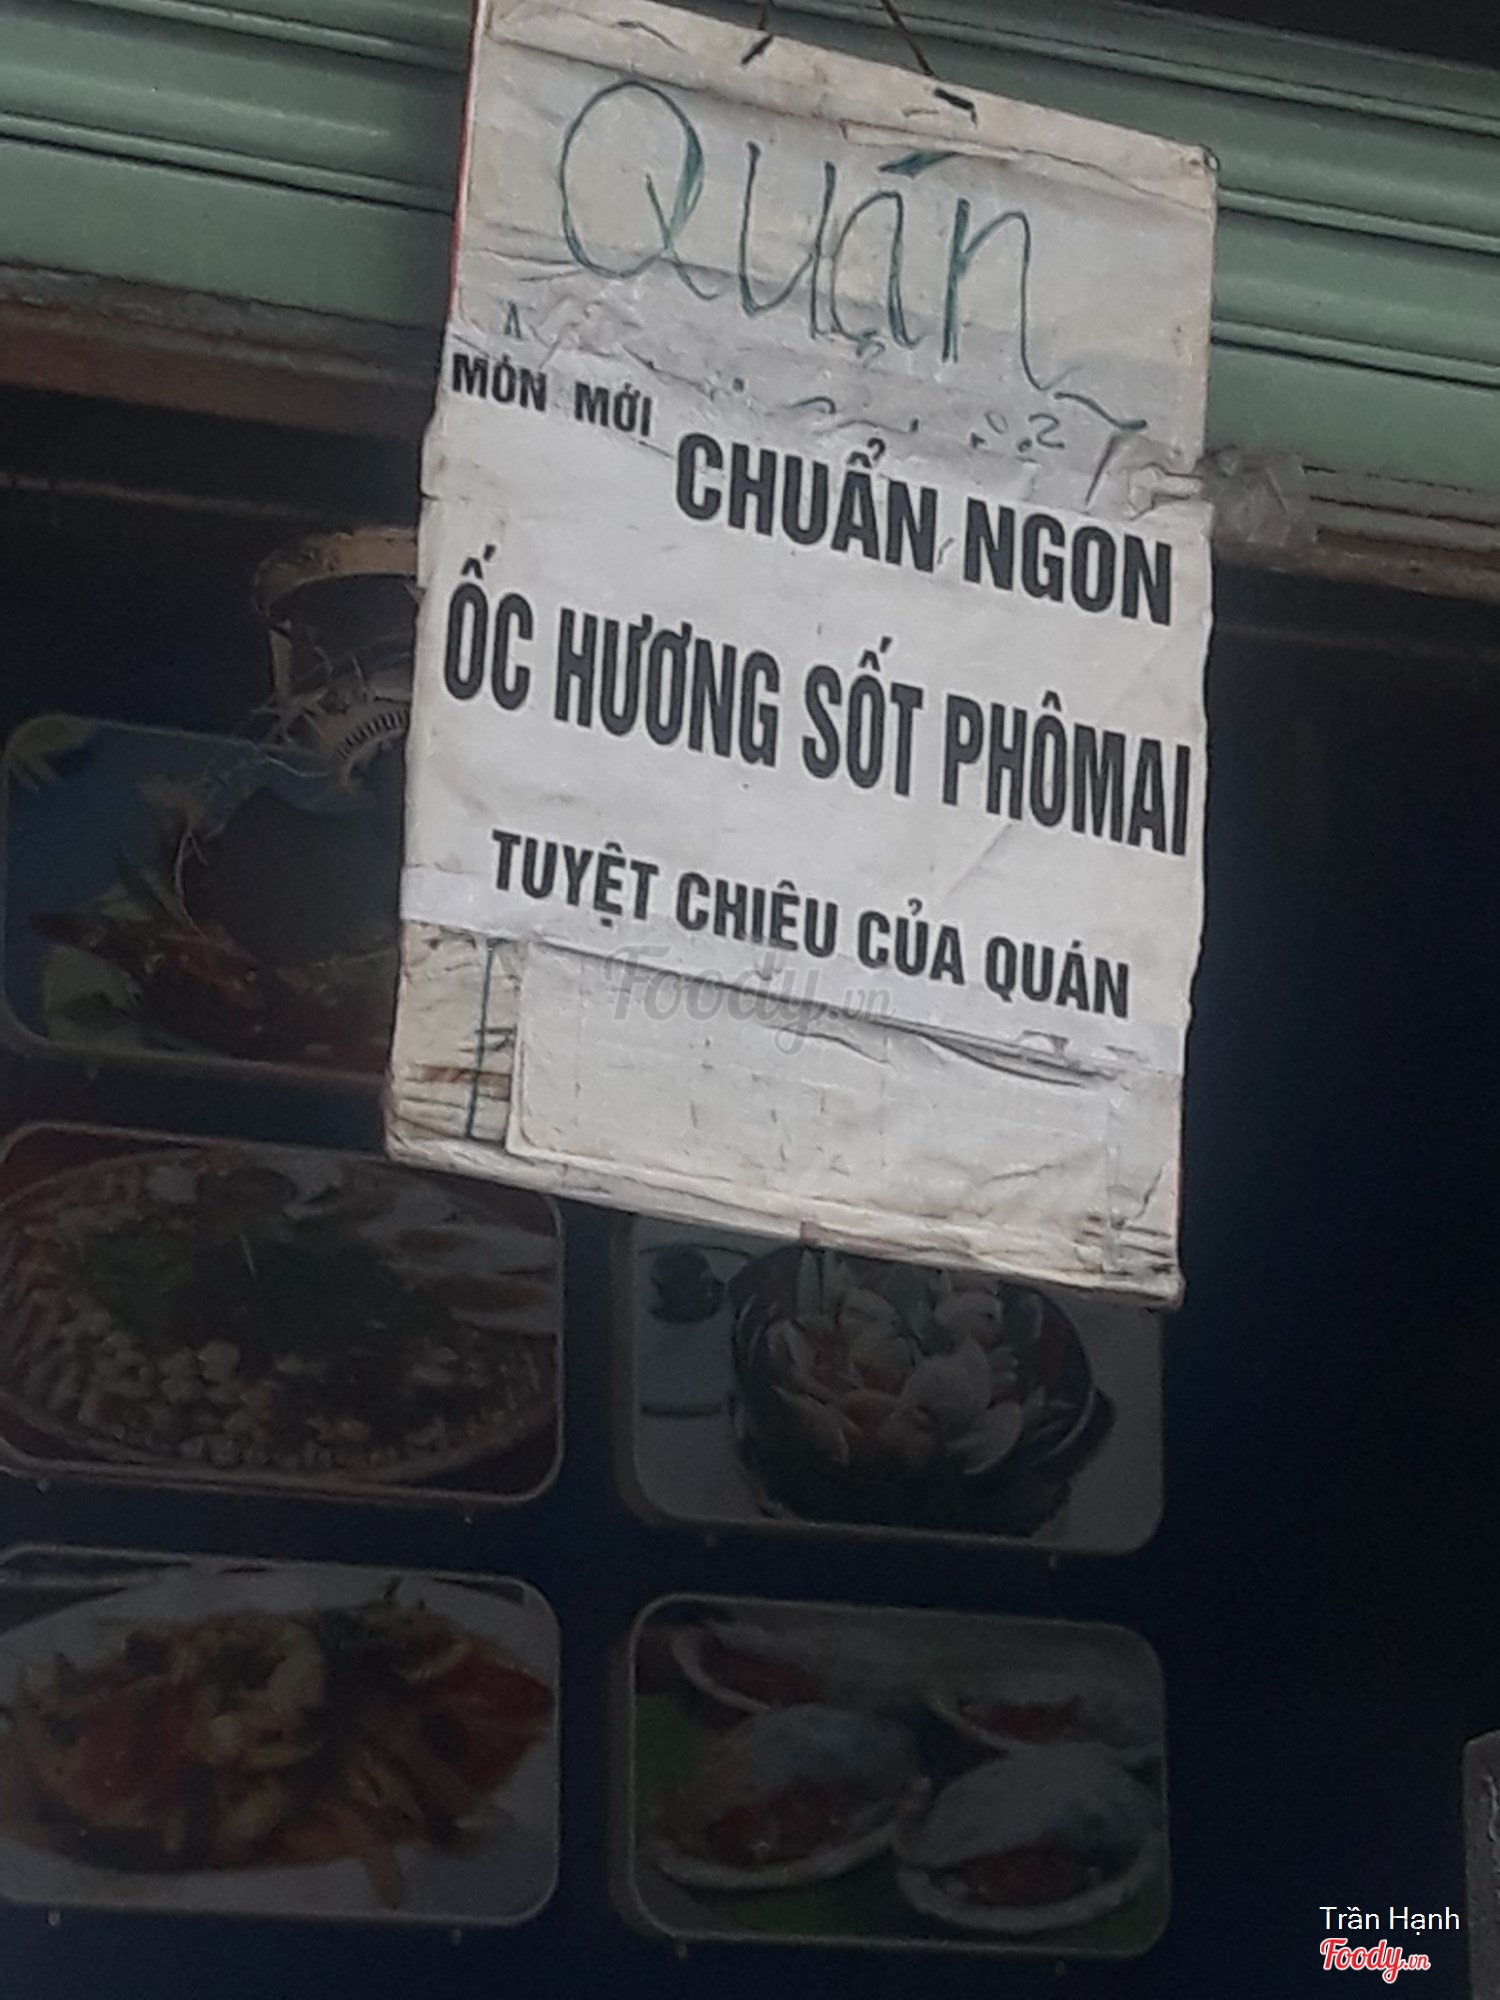 Quán
MÓN MỚI
CHUẨN NGON
ỐC HƯƠNG SỐT PHÔMAI
TUYỆT CHIÊU CỦA QUÁN
Foody.vn
Trần Hạnh
Foody.vn